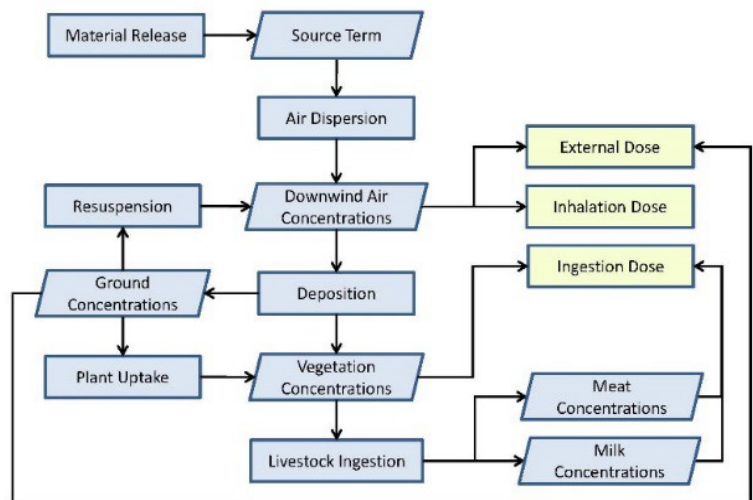 Material Release
Source Term
Air Dispersion
External Dose
Resuspension
Downwind Air
Concentrations
Inhalation Dose
Ground
Concentrations
Deposition
Ingestion Dose
Plant Uptake
Vegetation
Concentrations
Meat
Concentrations
Livestock Ingestion
Milk
Concentrations